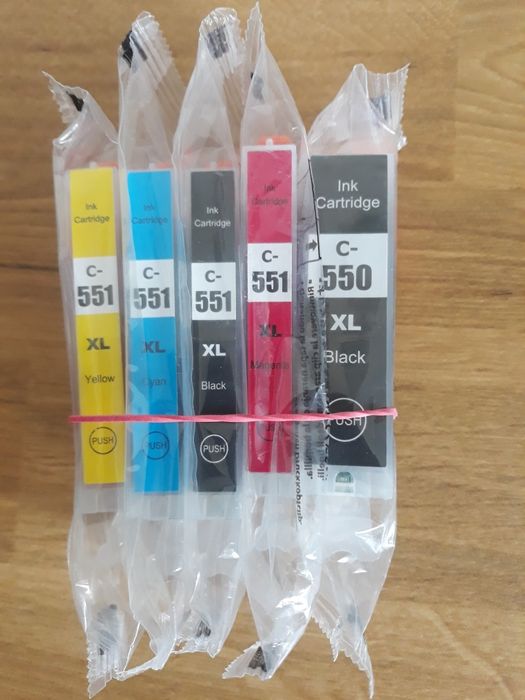 Ink
Cartridge
C-
551
XL
Yellow
PUSH
Ink
Cartridge
C-
551
XL
Cyan
PUSH
Ink
Cartridge
C-
551
XL
Black
PUSH
Ink
Cartridge
C-
551
XL
Magenta
Ink
Cartridge
C-
550
XL
Black
PUSH